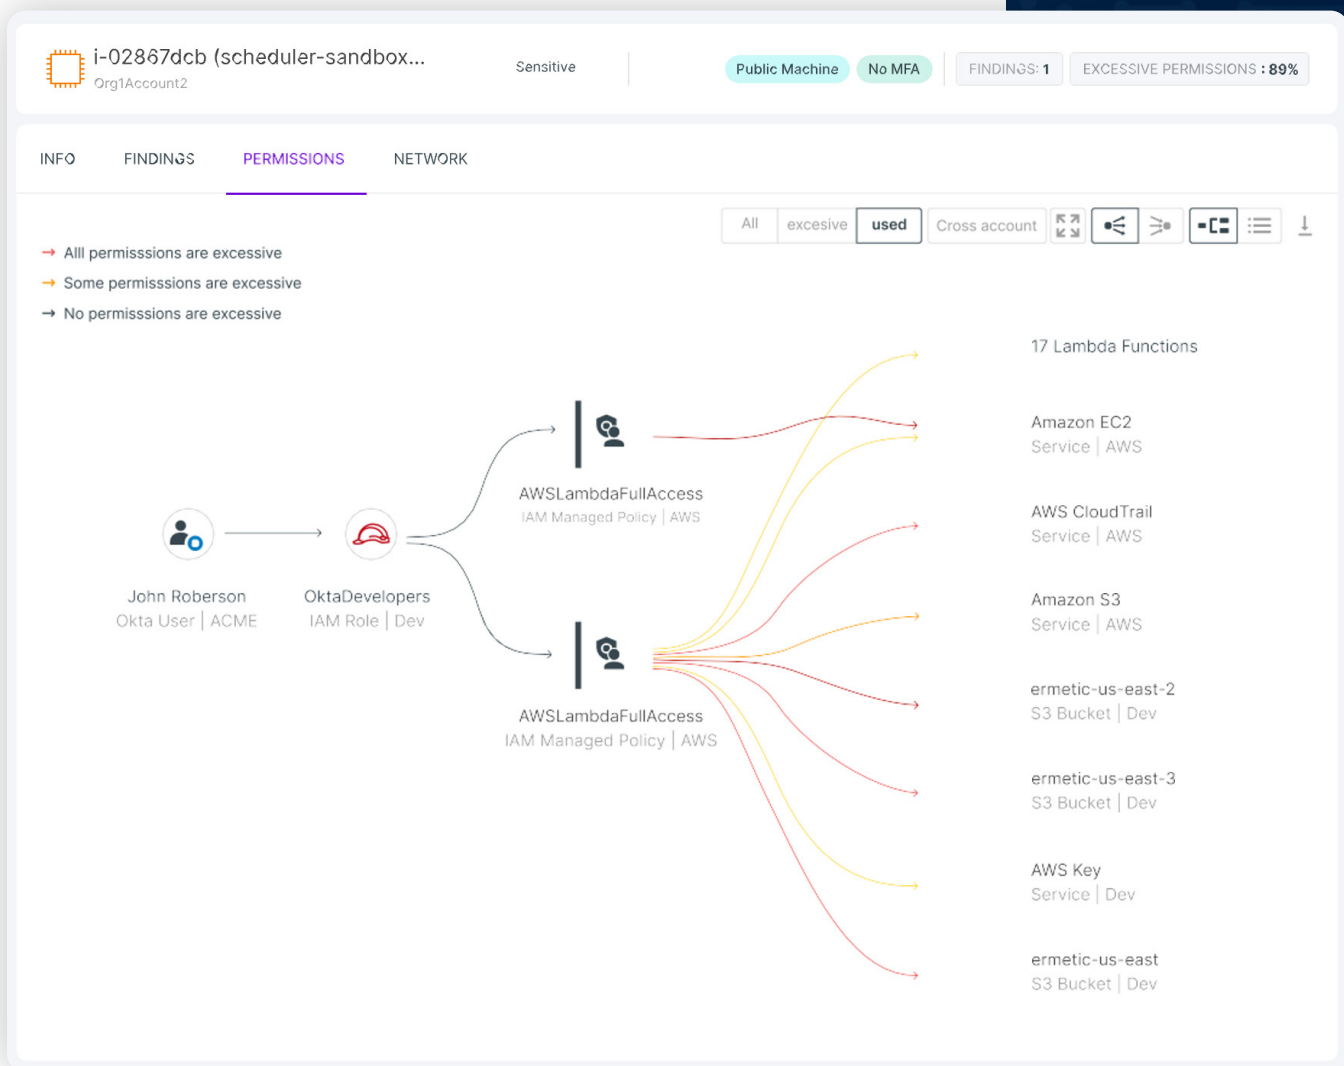 i-02867dcb (scheduler-sandbox...
Org1Account2
Sensitive
Public Machine
No MFA
FINDINGS: 1
EXCESSIVE PERMISSIONS : 89%
INFO
FINDINGS
PERMISSIONS
NETWORK
All
excesive
used
Cross account
→ Alll permisssions are excessive
→ Some permisssions are excessive
→ No permisssions are excessive
John Roberson
Okta User | ACME
OktaDevelopers
IAM Role | Dev
AWSLambdaFullAccess
IAM Managed Policy | AWS
AWSLambdaFullAccess
IAM Managed Policy | AWS
17 Lambda Functions
Amazon EC2
Service | AWS
AWS CloudTrail
Service | AWS
Amazon S3
Service | AWS
ermetic-us-east-2
S3 Bucket | Dev
ermetic-us-east-3
S3 Bucket | Dev
AWS Key
Service | Dev
ermetic-us-east
S3 Bucket | Dev